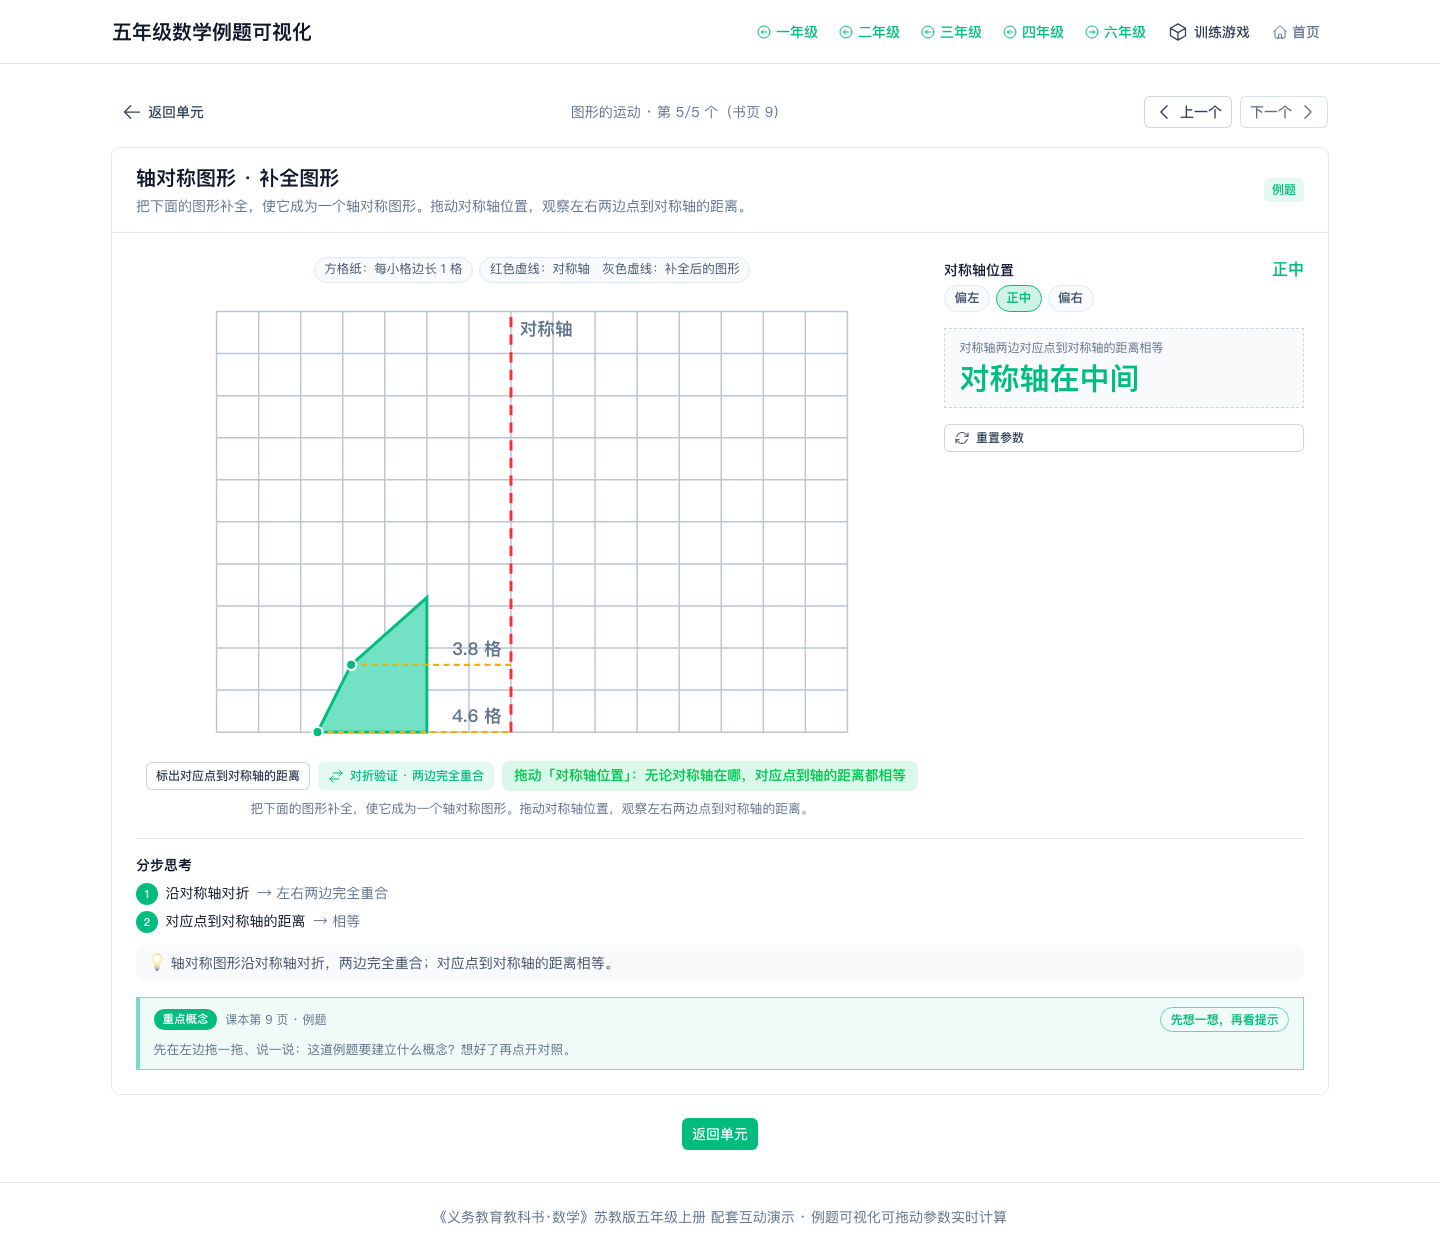 五年级数学例题可视化
一年级 二年级 三年级 四年级 六年级 训练游戏 首页
返回单元
图形的运动 · 第 5/5 个（书页 9）
上一个 下一个
轴对称图形 · 补全图形
例题
把下面的图形补全，使它成为一个轴对称图形。拖动对称轴位置，观察左右两边点到对称轴的距离。
方格纸：每小格边长 1 格
红色虚线：对称轴 灰色虚线：补全后的图形
对称轴
3.8 格
4.6 格
对称轴位置 正中
偏左 正中 偏右
对称轴两边对应点到对称轴的距离相等
对称轴在中间
重置参数
标出对应点到对称轴的距离
对折验证 · 两边完全重合
拖动「对称轴位置」：无论对称轴在哪，对应点到轴的距离都相等
把下面的图形补全，使它成为一个轴对称图形。拖动对称轴位置，观察左右两边点到对称轴的距离。
分步思考
1 沿对称轴对折 → 左右两边完全重合
2 对应点到对称轴的距离 → 相等
💡 轴对称图形沿对称轴对折，两边完全重合；对应点到对称轴的距离相等。
重点概念 课本第 9 页 · 例题
先想一想，再看提示
先在左边拖一拖、说一说：这道例题要建立什么概念？想好了再点开对照。
返回单元
《义务教育教科书·数学》苏教版五年级上册 配套互动演示 · 例题可视化可拖动参数实时计算